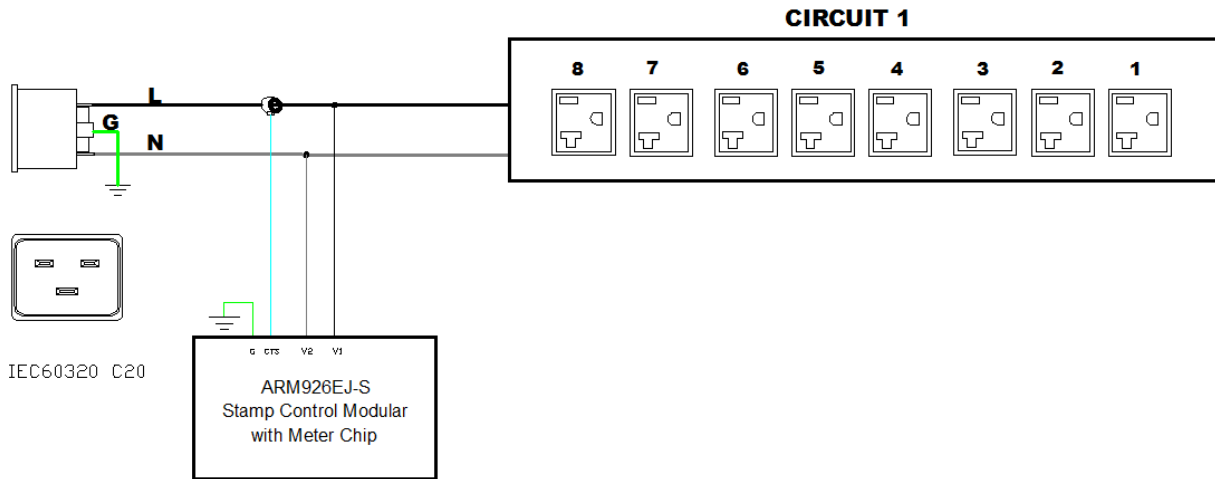 CIRCUIT 1
8 7 6 5 4 3 2 1
L
G
N
IEC60320 C20
G CTS V2 V1
ARM926EJ-S
Stamp Control Modular
with Meter Chip